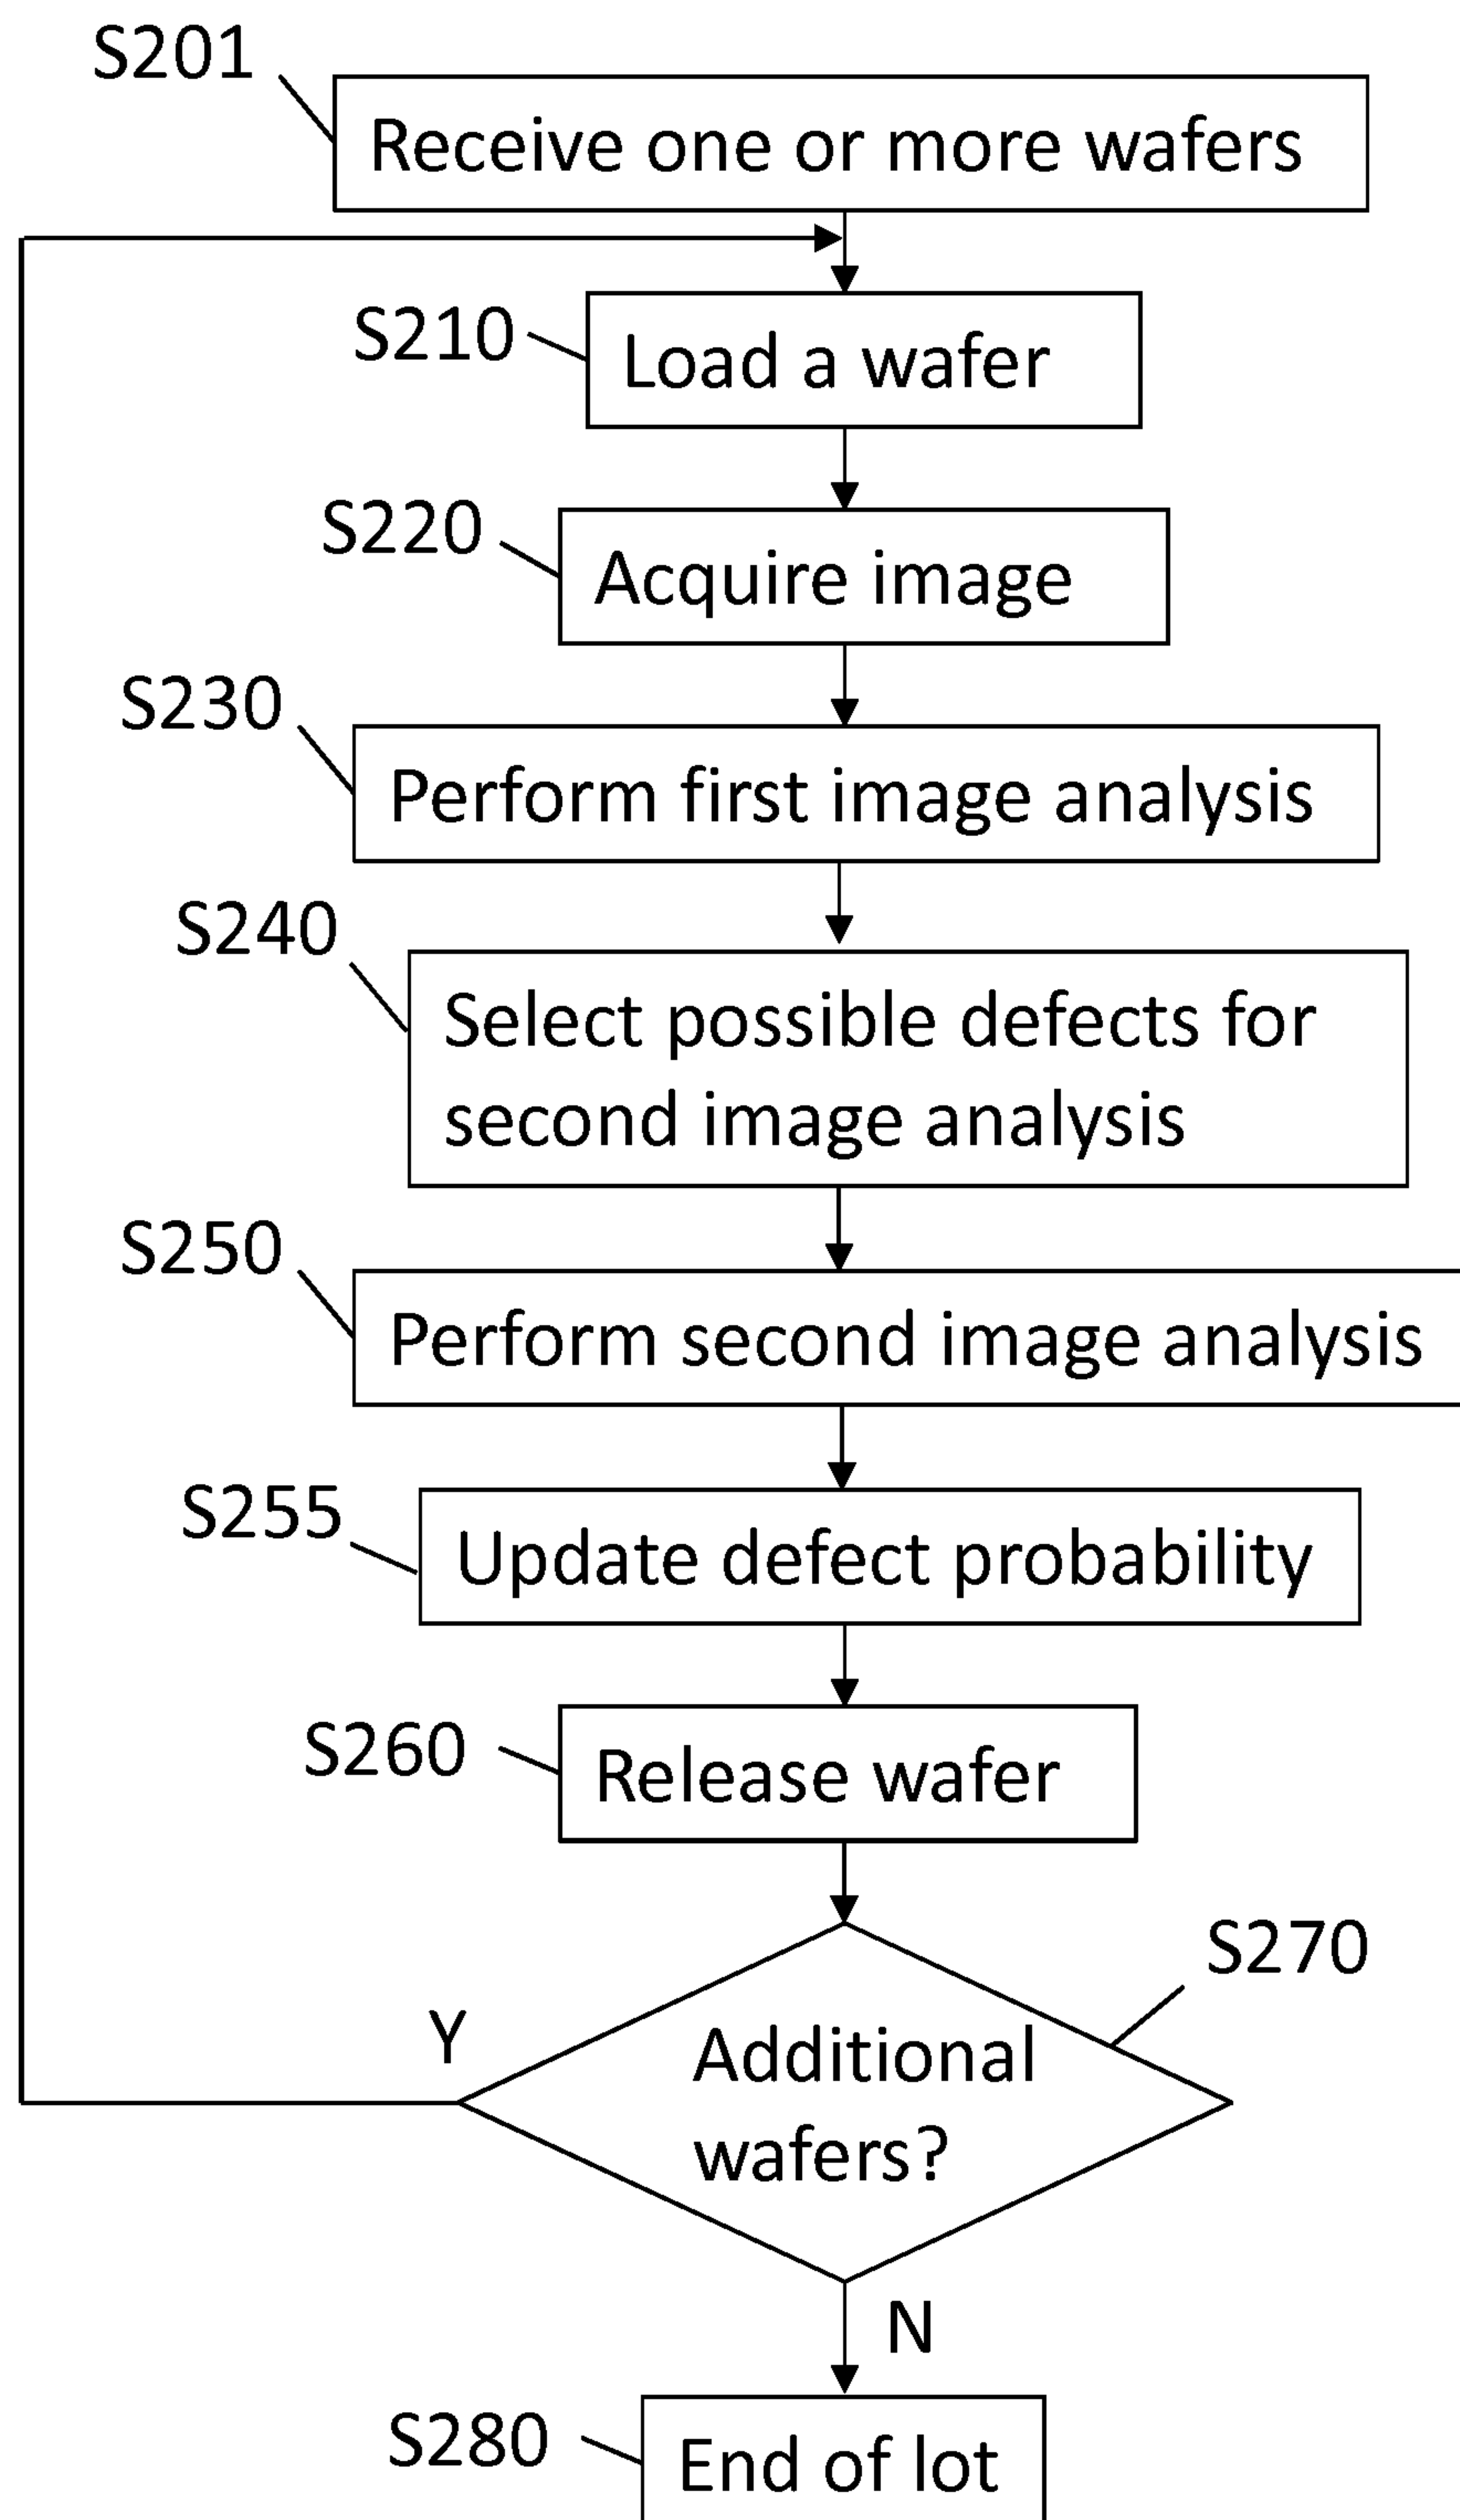 S201
Receive one or more wafers
S210
Load a wafer
S220
Acquire image
S230
Perform first image analysis
S240
Select possible defects for
second image analysis
S250
Perform second image analysis
S255
Update defect probability
S260
Release wafer
S270
Y
Additional
wafers?
N
S280
End of lot